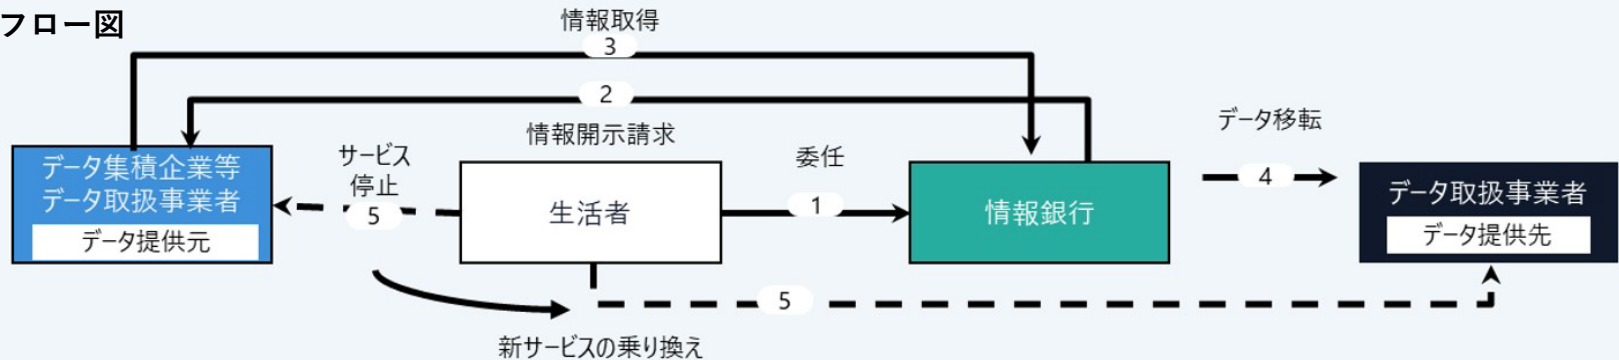 フロー図
情報取得
3
2
情報開示請求
データ集積企業等
データ取扱事業者
データ提供元
サービス
停止
5
生活者
委任
1
情報銀行
データ移転
4
データ取扱事業者
データ提供先
5
新サービスの乗り換え